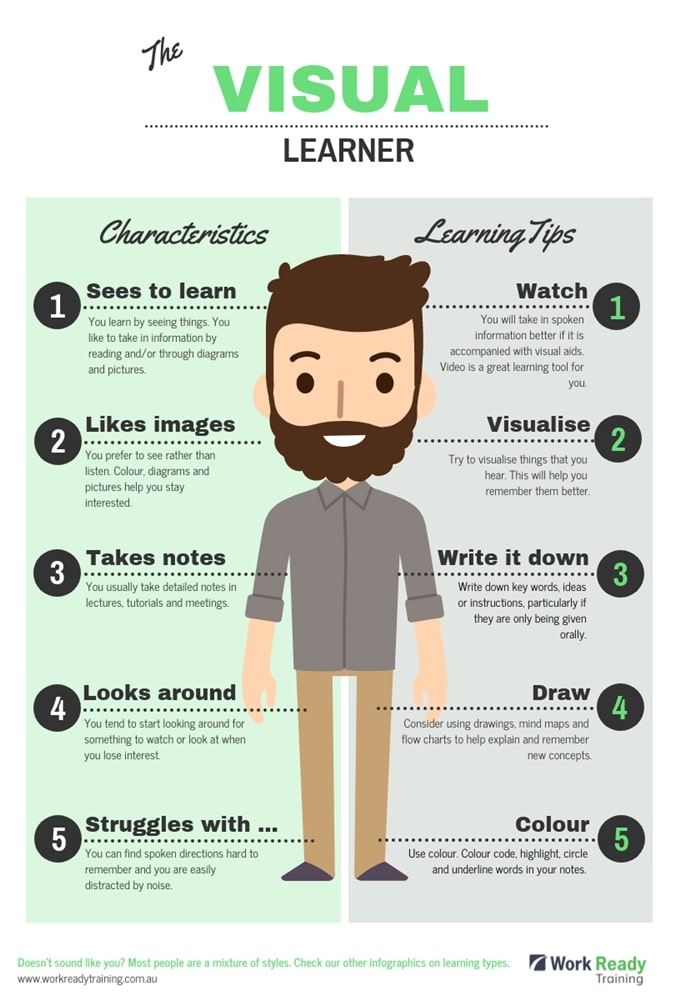 The
VISUAL
LEARNER
Characteristics
1
Sees to learn
You learn by seeing things. You
like to take in information by
reading and/or through diagrams
and pictures.
2
Likes images
You prefer to see rather than
listen. Colour, diagrams and
pictures help you stay
interested.
3
Takes notes
You usually take detailed notes in
lectures, tutorials and meetings.
4
Looks around
You tend to start looking around for
something to watch or look at when
you lose interest.
5
Struggles with ...
You can find spoken directions hard to
remember and you are easily
distracted by noise.
Learning Tips
Watch
1
You will take in spoken
information better if it is
accompanied with visual aids.
Video is a great learning tool for
you.
Visualise
2
Try to visualise things that you
hear. This will help you
remember them better.
Write it down
3
Write down key words, ideas
or instructions, particularly if
they are only being given
orally.
Draw
4
Consider using drawings, mind maps and
flow charts to help explain and remember
new concepts.
Colour
5
Use colour. Colour code, highlight, circle
and underline words in your notes.
Doesn't sound like you? Most people are a mixture of styles. Check our other infographics on learning types.
www.workreadytraining.com.au
Work Ready
Training